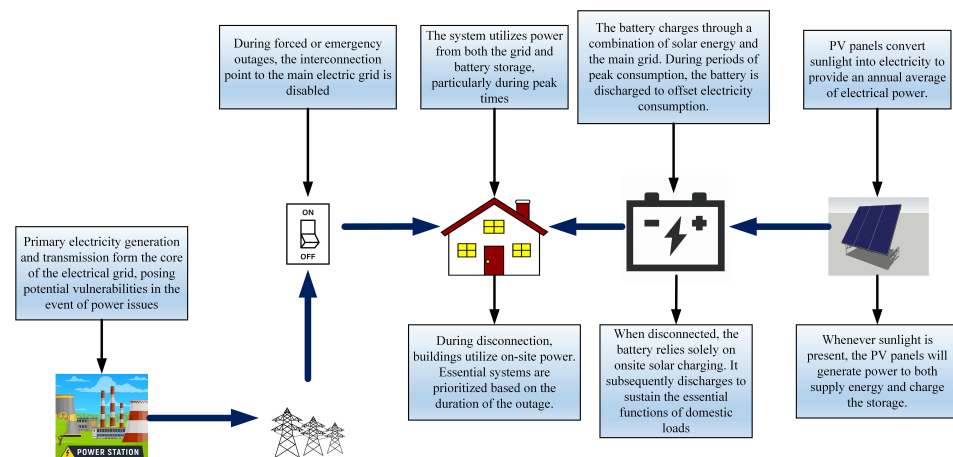 During forced or emergency
outages, the interconnection
point to the main electric grid is
disabled
The system utilizes power
from both the grid and
battery storage,
particularly during peak
times
The battery charges through a
combination of solar energy and
the main grid. During periods of
peak consumption, the battery is
discharged to offset electricity
consumption.
PV panels convert
sunlight into electricity to
provide an annual average
of electrical power.
ON
OFF
Primary electricity generation
and transmission form the core
of the electrical grid, posing
potential vulnerabilities in the
event of power issues
During disconnection,
buildings utilize on-site power.
Essential systems are
prioritized based on the
duration of the outage.
When disconnected, the
battery relies solely on
onsite solar charging. It
subsequently discharges to
sustain the essential
functions of domestic
loads
Whenever sunlight is
present, the PV panels will
generate power to both
supply energy and charge
the storage.
POWER STATION